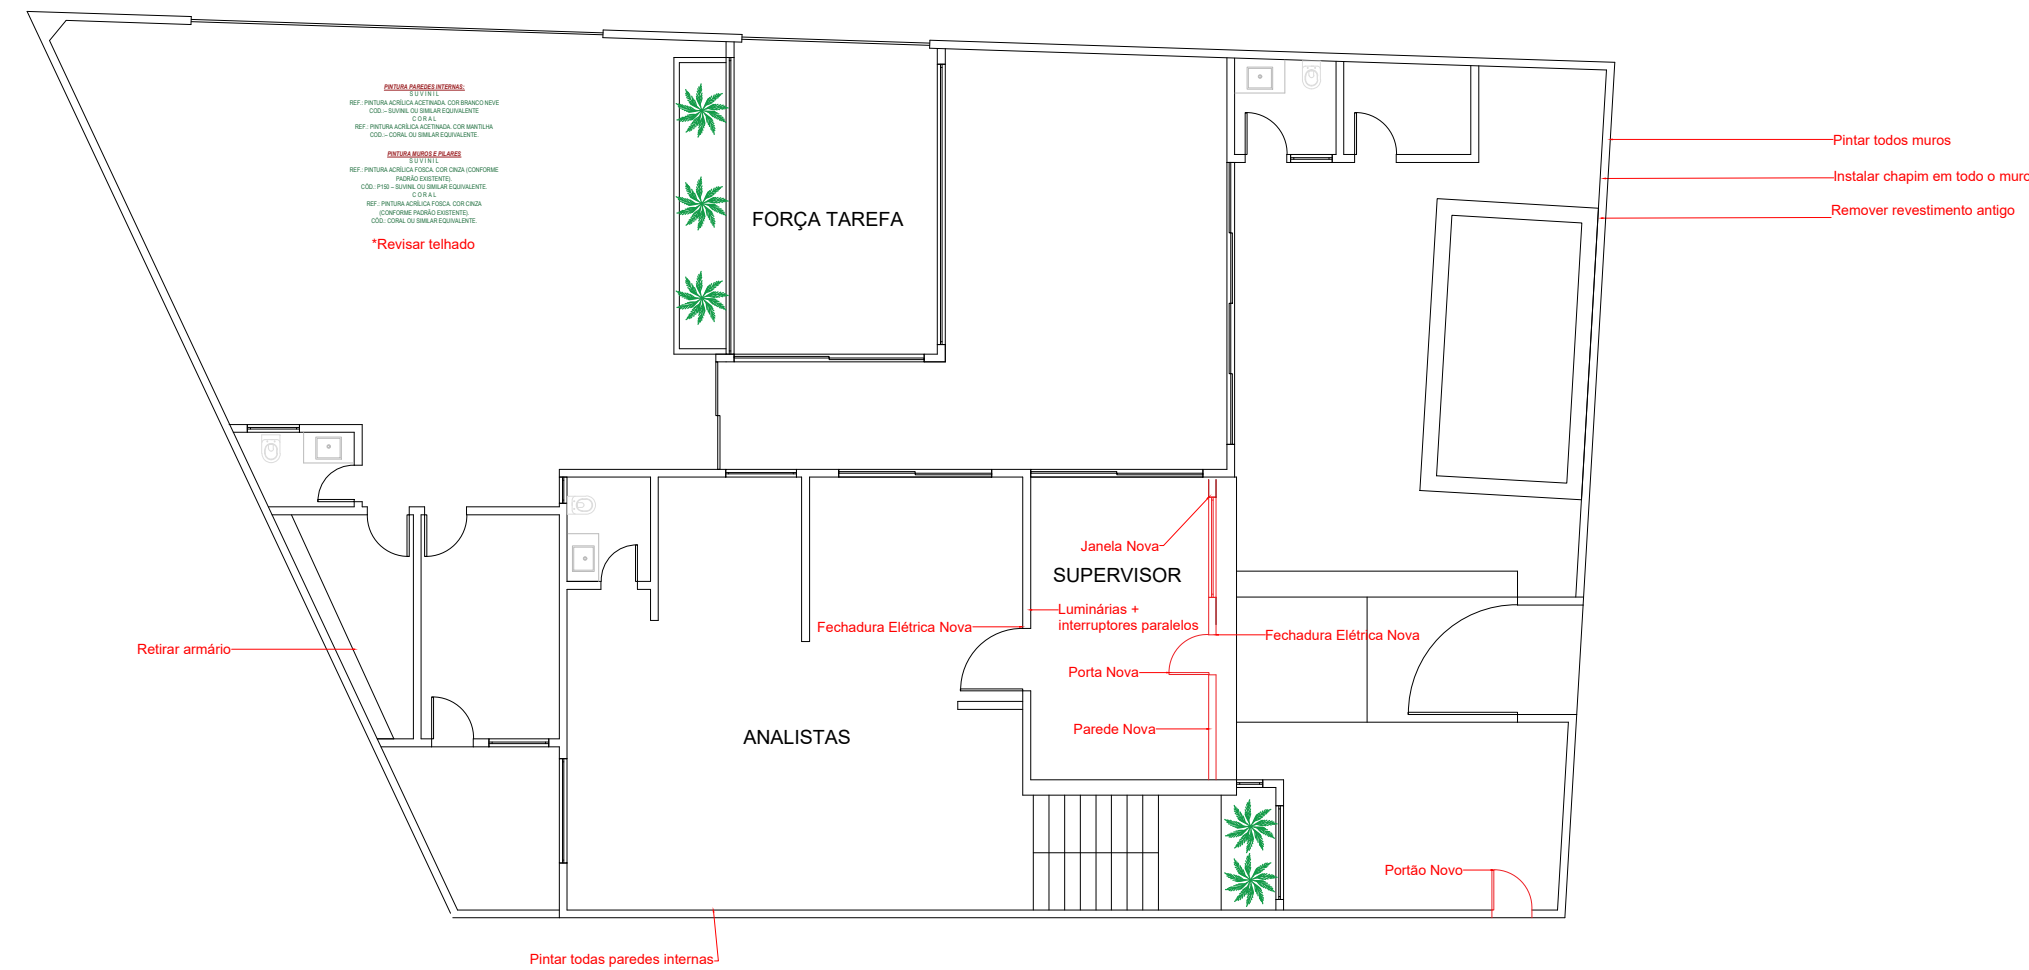 PINTURA PAREDES INTERNAS:
S U V I N I L
REF.: PINTURA ACRÍLICA ACETINADA. COR BRANCO NEVE
COD.:– SUVINIL OU SIMILAR EQUIVALENTE
C O R A L
REF.: PINTURA ACRÍLICA ACETINADA. COR MANTILHA
COD.:– CORAL OU SIMILAR EQUIVALENTE.
PINTURA MUROS E PILARES
S U V I N I L
REF.: PINTURA ACRÍLICA FOSCA. COR CINZA (CONFORME
PADRÃO EXISTENTE).
CÓD.: P150 – SUVINIL OU SIMILAR EQUIVALENTE.
C O R A L
REF.: PINTURA ACRÍLICA FOSCA. COR CINZA
(CONFORME PADRÃO EXISTENTE).
CÓD.: CORAL OU SIMILAR EQUIVALENTE.
*Revisar telhado
FORÇA TAREFA
Pintar todos muros
Instalar chapim em todo o muro
Remover revestimento antigo
Janela Nova
SUPERVISOR
Luminárias +
interruptores paralelos
Fechadura Elétrica Nova
Fechadura Elétrica Nova
Retirar armário
Porta Nova
Parede Nova
ANALISTAS
Portão Novo
Pintar todas paredes internas